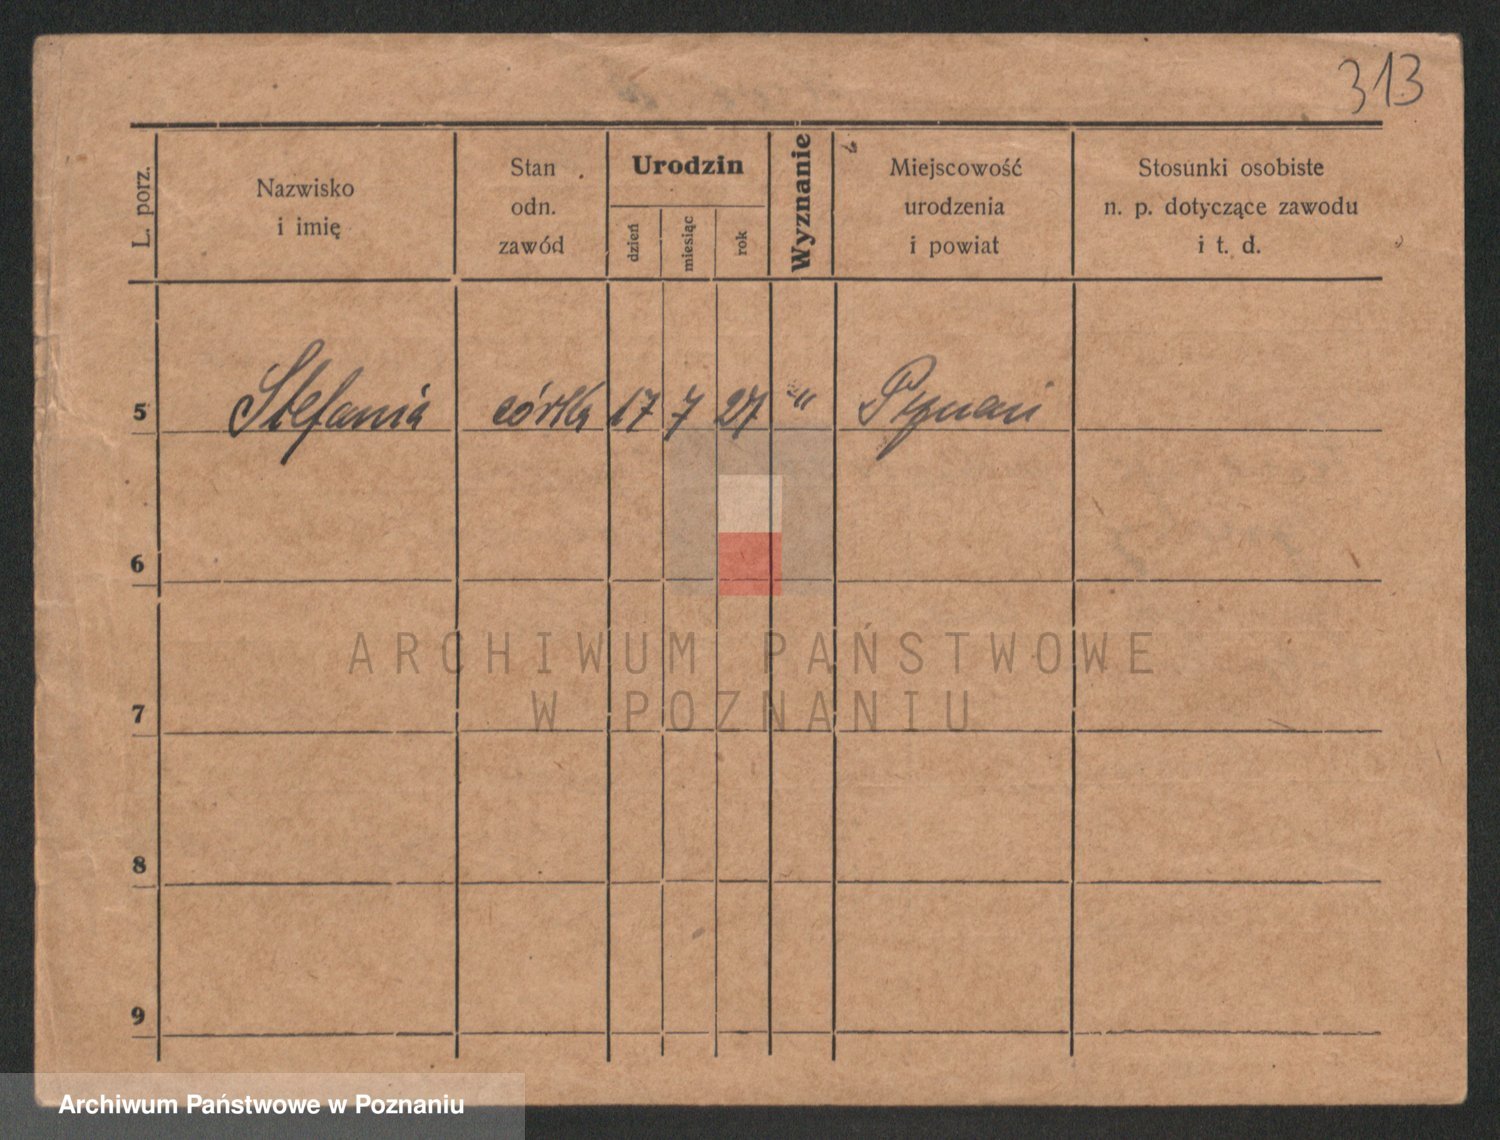 313
L. porz.
Nazwisko
i imię
Stan
odn.
zawód
Urodzin
dzień
miesiąc
rok
Wyznanie
Miejscowość
urodzenia
i powiat
Stosunki osobiste
n. p. dotyczące zawodu
i t. d.
5 Stefania córka 17 7 27 " Poznań
6
ARCHIWUM PAŃSTWOWE
W POZNANIU
7
8
9
Archiwum Państwowe w Poznaniu